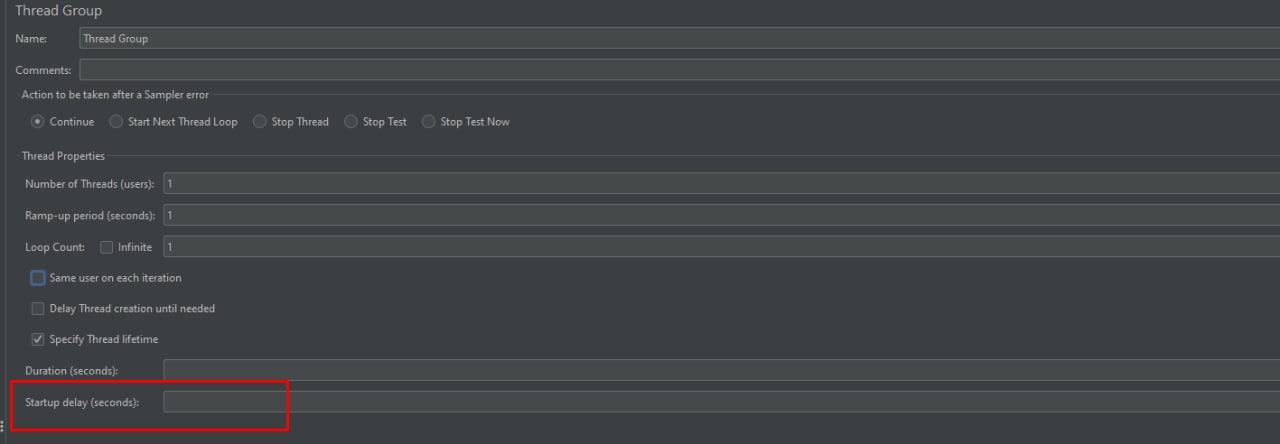 Thread Group
Name: Thread Group
Comments:
Action to be taken after a Sampler error
Continue Start Next Thread Loop Stop Thread Stop Test Stop Test Now
Thread Properties
Number of Threads (users): 1
Ramp-up period (seconds): 1
Loop Count: Infinite 1
Same user on each iteration
Delay Thread creation until needed
Specify Thread lifetime
Duration (seconds):
Startup delay (seconds):